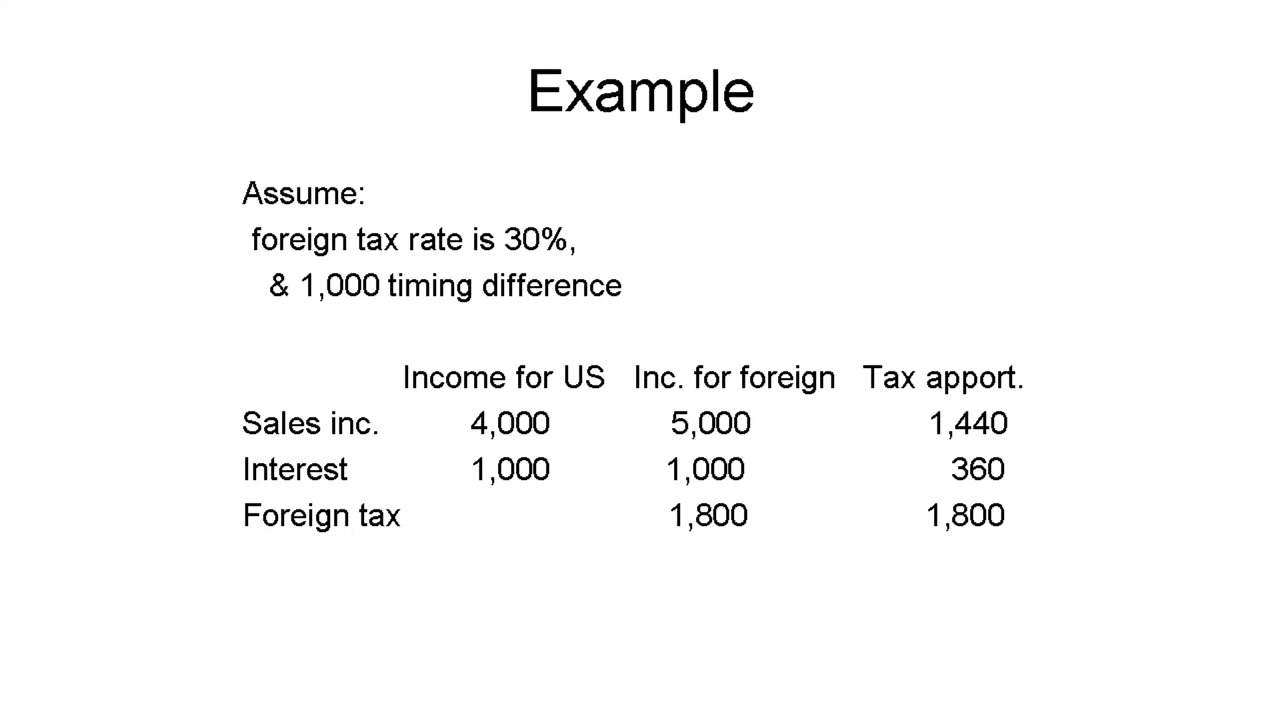 Example
Assume:
foreign tax rate is 30%,
& 1,000 timing difference
Income for US Inc. for foreign Tax apport.
Sales inc. 4,000 5,000 1,440
Interest 1,000 1,000 360
Foreign tax 1,800 1,800